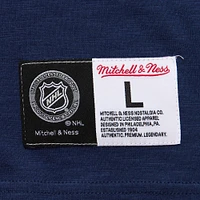 NHL
© NHL
Mitchell & Ness
Mitchell & Ness
L
MITCHELL & NESS NOSTALGIA CO.
AUTHENTIC LICENSED APPAREL
DESIGNED IN PHILADELPHIA, PA
ESTABLISHED 1904
AUTHENTIC. PREMIUM. LEGENDARY.